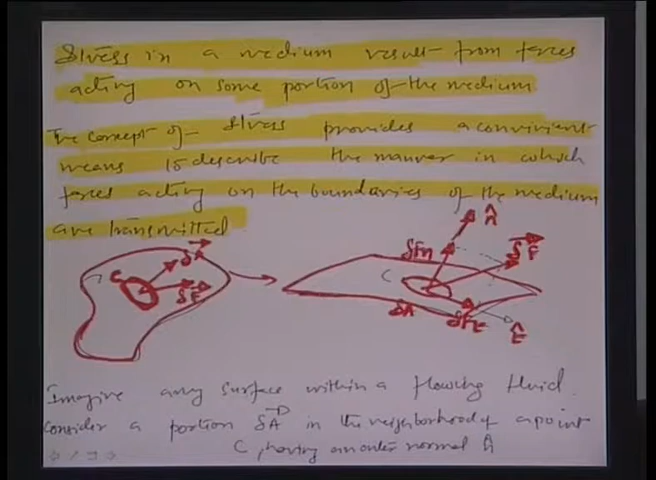 Stress in a medium result from forces
acting on some portion of the medium
The concept of stress provides a convinient
means to describe the manner in which
forces acting on the boundaries of the medium
are transmitted
n̂
δFn
δF
C
δA
C
δF
δA
δFt
t̂
Imagine any surface within a flowing fluid.
Consider a portion δA in the neighborhood of a point
C, having an outer normal n̂